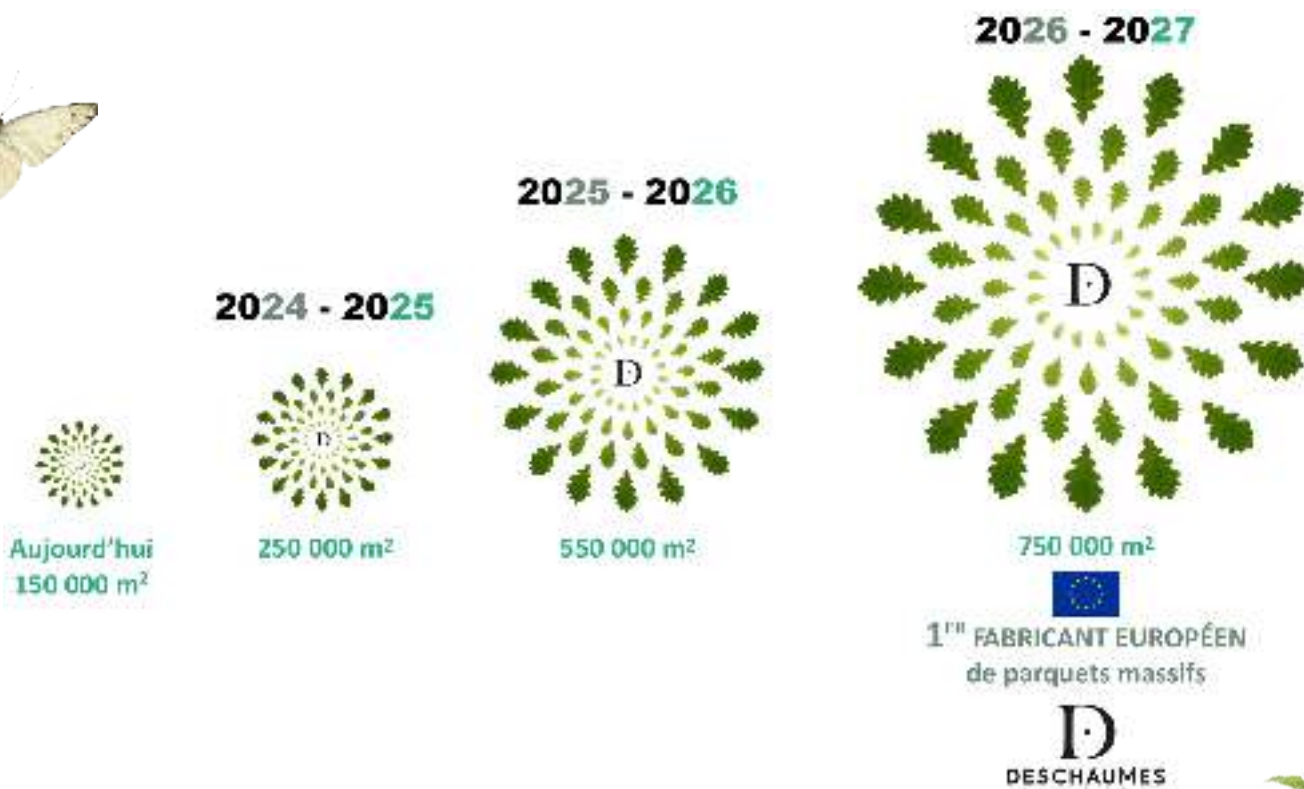 Aujourd'hui
150 000 m²
2024 - 2025
D
250 000 m²
2025 - 2026
D
550 000 m²
2026 - 2027
D
750 000 m²
1er FABRICANT EUROPÉEN
de parquets massifs
D
DESCHAUMES